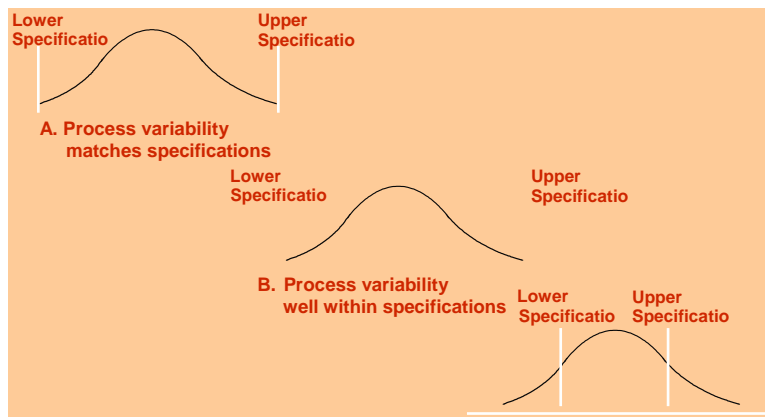 Lower
Specificatio
Upper
Specificatio
A. Process variability
matches specifications
Lower
Specificatio
Upper
Specificatio
B. Process variability
well within specifications
Lower
Specificatio
Upper
Specificatio